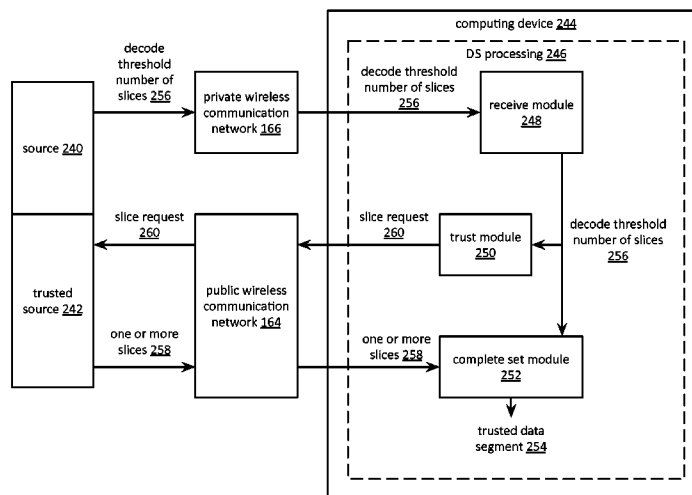 computing device 244
DS processing 246
decode
threshold
number of
slices 256
private wireless
communication
network 166
decode threshold
number of slices
256
receive module
248
source 240
slice request
260
slice request
260
trust module
250
decode threshold
number of slices
256
trusted
source 242
public wireless
communication
network 164
one or more
slices 258
one or more
slices 258
complete set module
252
trusted data
segment 254